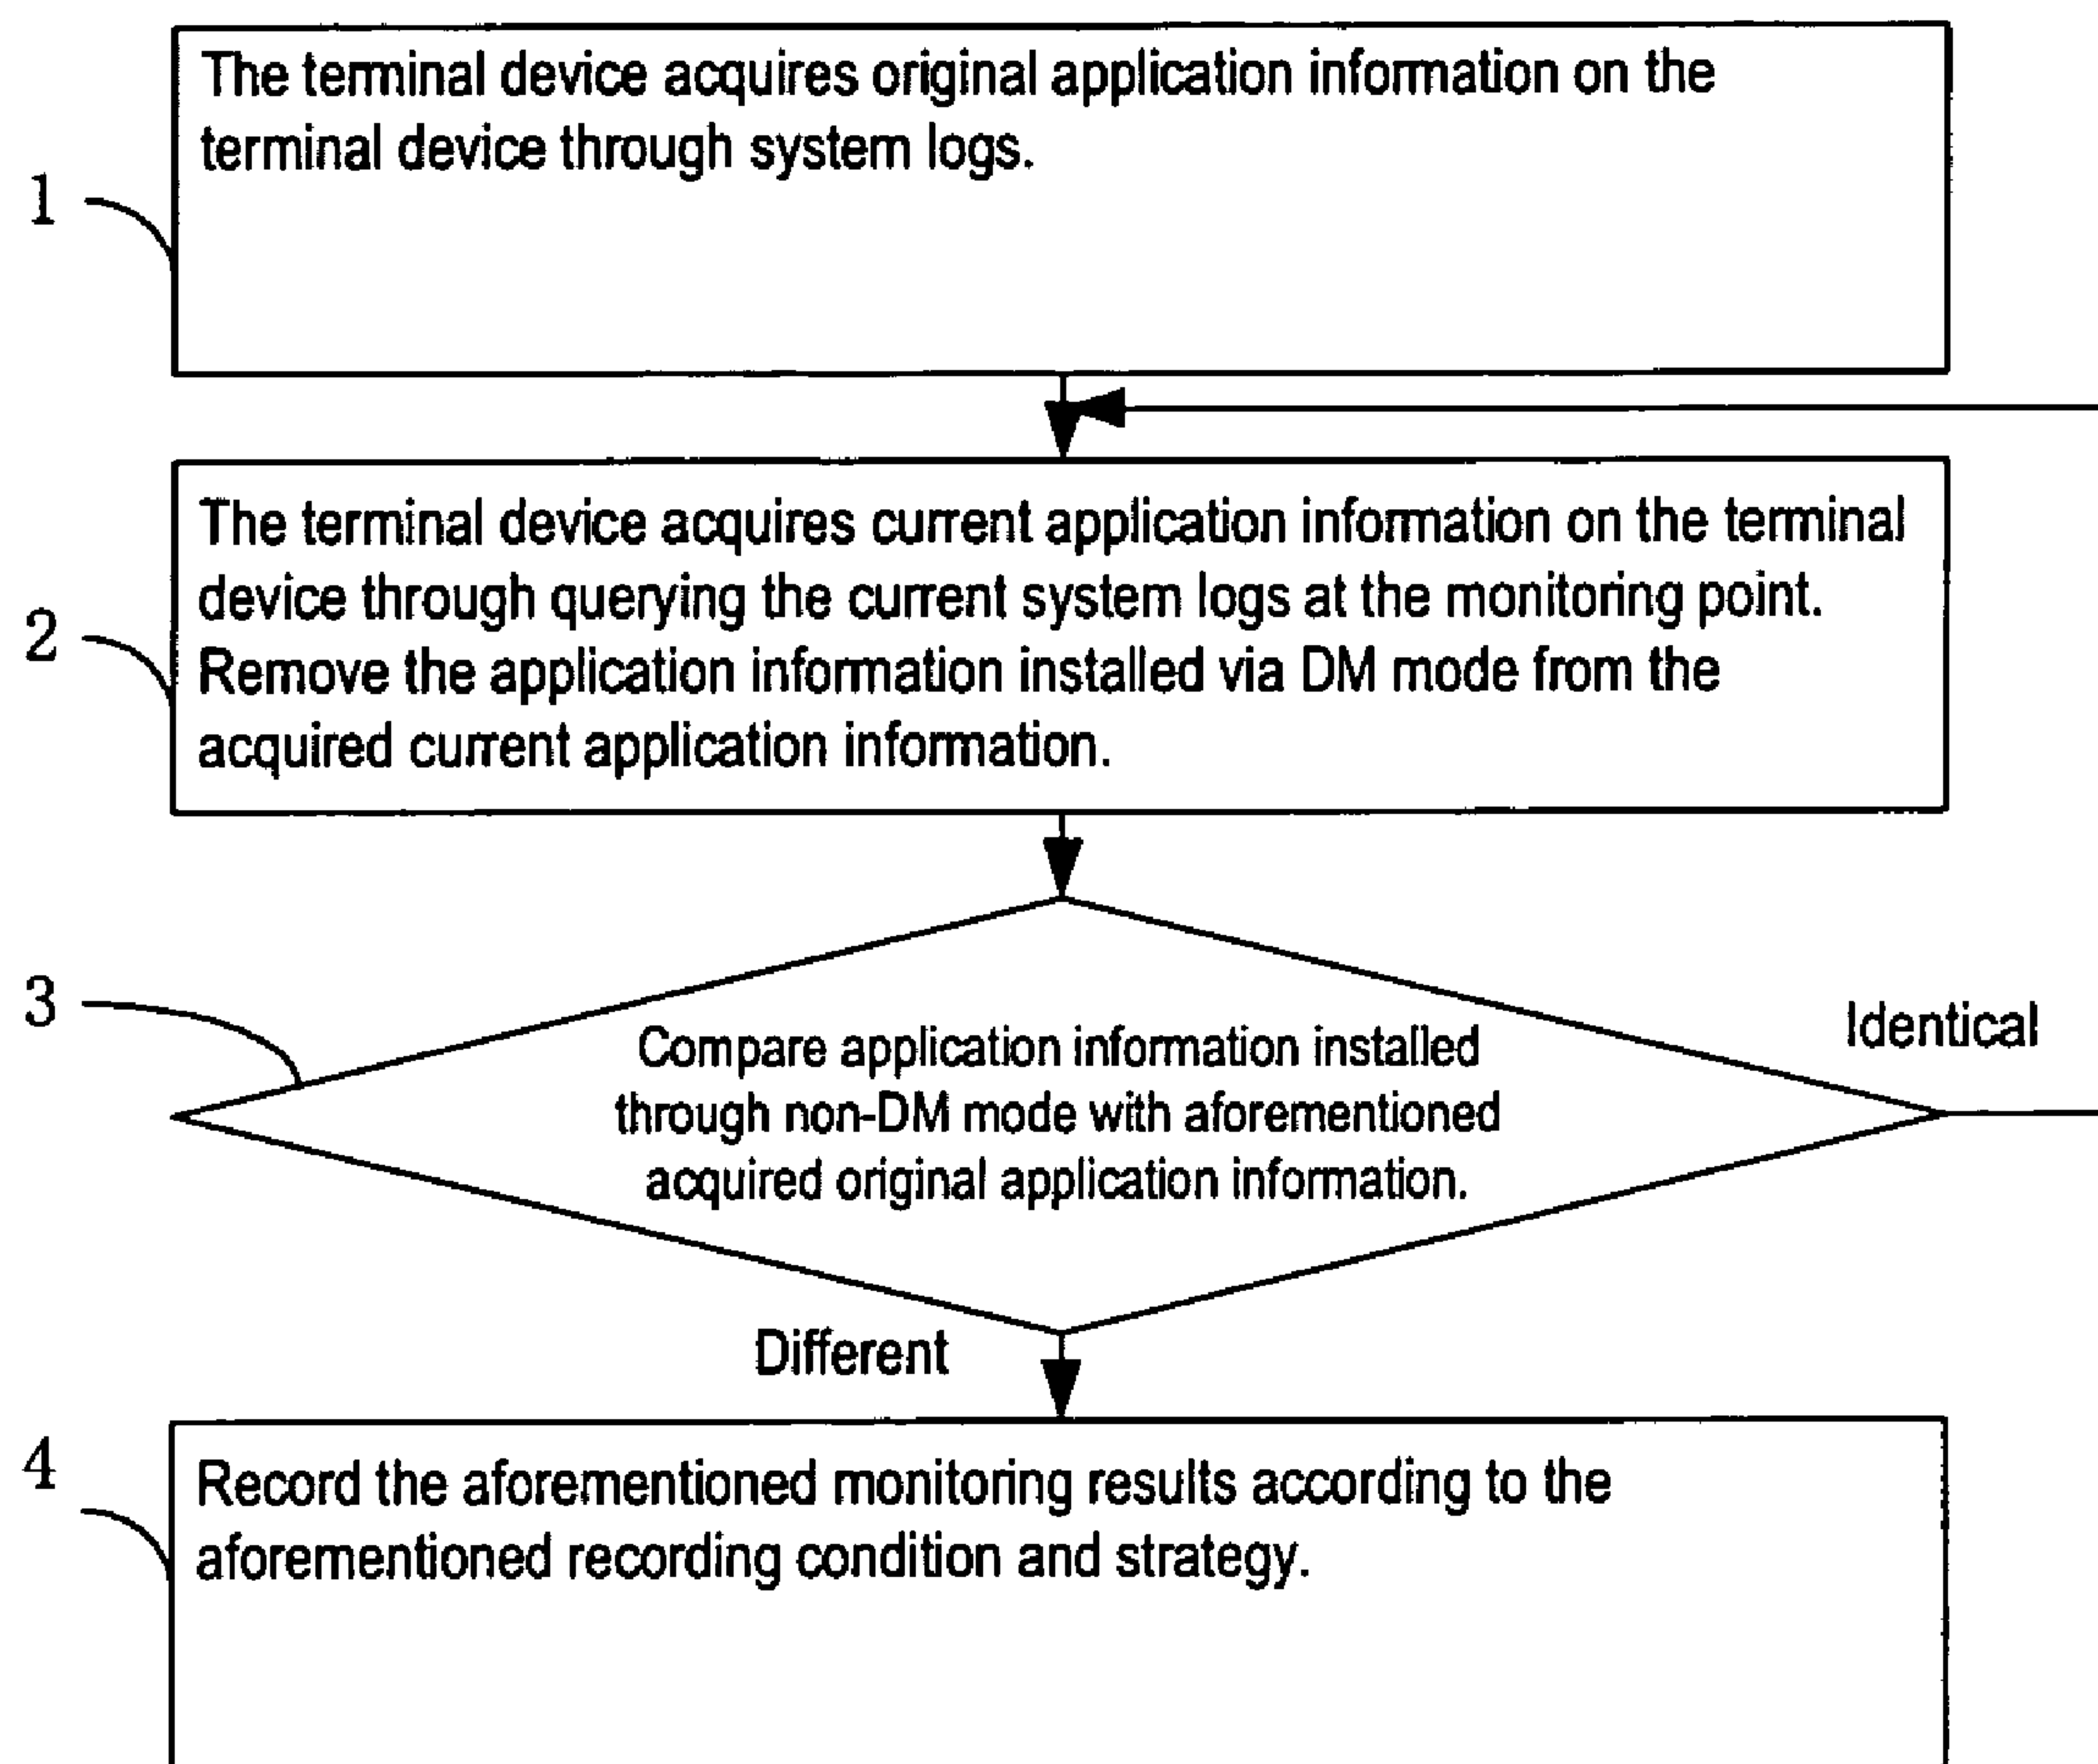 The terminal device acquires original application information on the
terminal device through system logs.
1
The terminal device acquires current application information on the terminal
device through querying the current system logs at the monitoring point.
Remove the application information installed via DM mode from the
acquired current application information.
2
3
Compare application information installed
through non-DM mode with aforementioned
acquired original application information.
Identical
Different
4
Record the aforementioned monitoring results according to the
aforementioned recording condition and strategy.